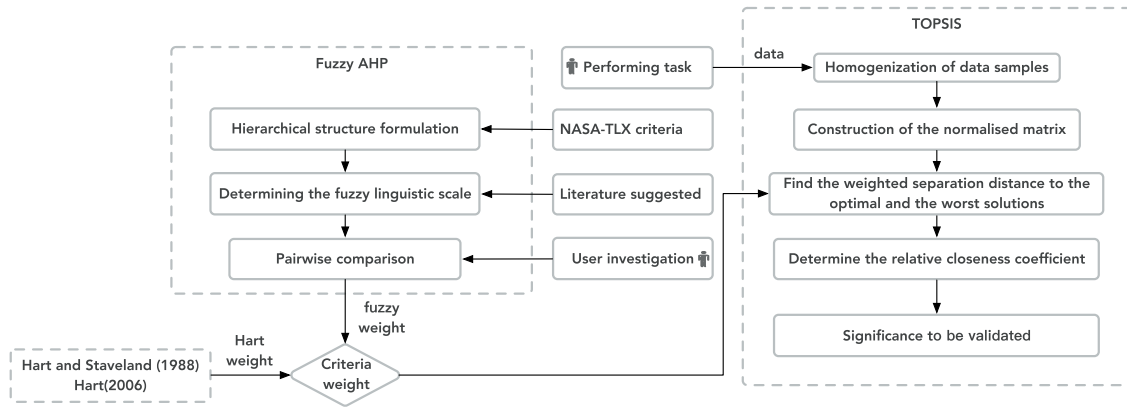 TOPSIS
Fuzzy AHP
Performing task
data
Homogenization of data samples
Hierarchical structure formulation
NASA-TLX criteria
Construction of the normalised matrix
Determining the fuzzy linguistic scale
Literature suggested
Find the weighted separation distance to the
optimal and the worst solutions
Pairwise comparison
User investigation
Determine the relative closeness coefficient
fuzzy
weight
Significance to be validated
Hart
weight
Hart and Staveland (1988)
Hart(2006)
Criteria
weight